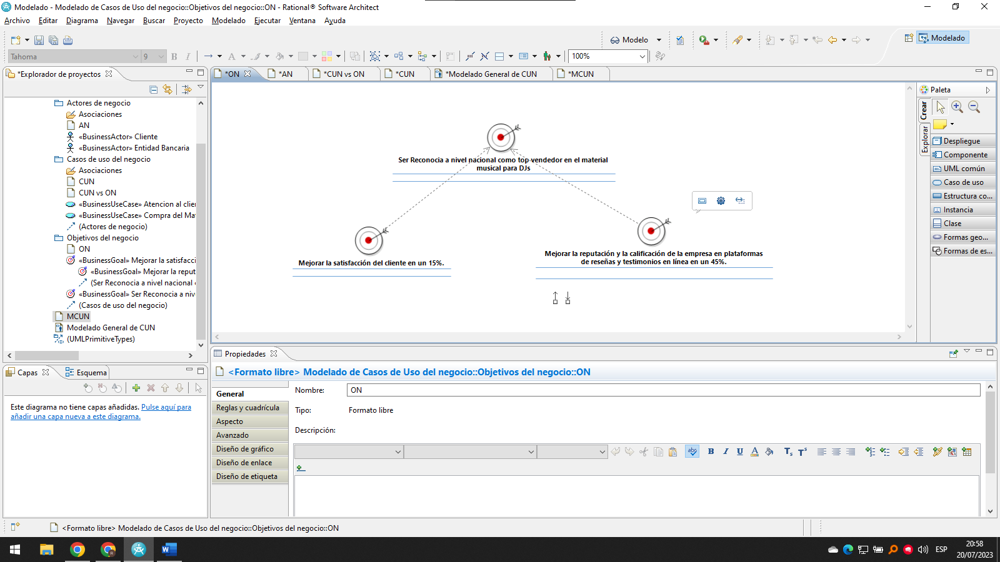 Modelado - Modelado de Casos de Uso del negocio::Objetivos del negocio::ON - Rational® Software Architect
Archivo Editar Diagrama Navegar Buscar Proyecto Modelado Ejecutar Ventana Ayuda
Modelo
Modelado
Tahoma 9 B I A 100%
*Explorador de proyectos
*ON *AN *CUN vs ON *CUN *Modelado General de CUN *MCUN
Actores de negocio
Asociaciones
AN
«BusinessActor» Cliente
«BusinessActor» Entidad Bancaria
Casos de uso del negocio
Asociaciones
CUN
CUN vs ON
«BusinessUseCase» Atencion al clie
«BusinessUseCase» Compra del Ma
(Actores de negocio)
Objetivos del negocio
ON
«BusinessGoal» Mejorar la satisfacci
«BusinessGoal» Mejorar la reput
(Ser Reconocia a nivel nacional
«BusinessGoal» Ser Reconocia a niv
(Casos de uso del negocio)
MCUN
Modelado General de CUN
(UMLPrimitiveTypes)
Ser Reconocia a nivel nacional como top vendedor en el material
musical para DJs
Mejorar la satisfacción del cliente en un 15%.
Mejorar la reputación y la calificación de la empresa en plataformas
de reseñas y testimonios en línea en un 45%.
Paleta
Crear
Explorar
Despliegue
Componente
UML común
Caso de uso
Estructura co...
Instancia
Clase
Formas geo...
Formas de es...
Capas Esquema
Este diagrama no tiene capas añadidas. Pulse aquí para
añadir una capa nueva a este diagrama.
Propiedades
<Formato libre> Modelado de Casos de Uso del negocio::Objetivos del negocio::ON
General
Reglas y cuadrícula
Aspecto
Avanzado
Diseño de gráfico
Diseño de enlace
Diseño de etiqueta
Nombre: ON
Tipo: Formato libre
Descripción:
abc B I U A Ts Ts
<Formato libre> Modelado de Casos de Uso del negocio::Objetivos del negocio::ON
ESP
20:58
20/07/2023